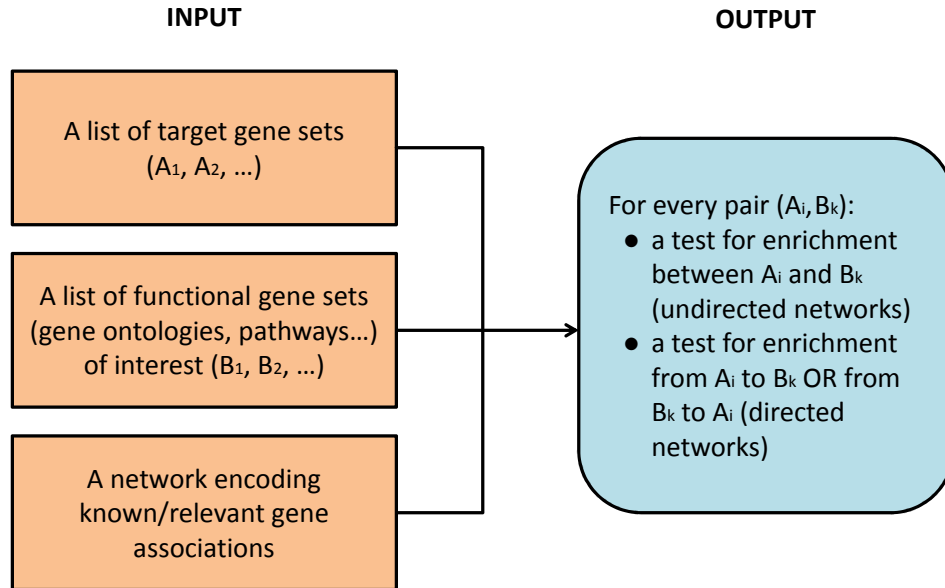 INPUT
A list of target gene sets
(A₁, A₂, ...)
A list of functional gene sets
(gene ontologies, pathways...)
of interest (B₁, B₂, ...)
A network encoding
known/relevant gene
associations
OUTPUT
For every pair (Aᵢ,Bₖ):
● a test for enrichment
between Aᵢ and Bₖ
(undirected networks)
● a test for enrichment
from Aᵢ to Bₖ OR from
Bₖ to Aᵢ (directed
networks)